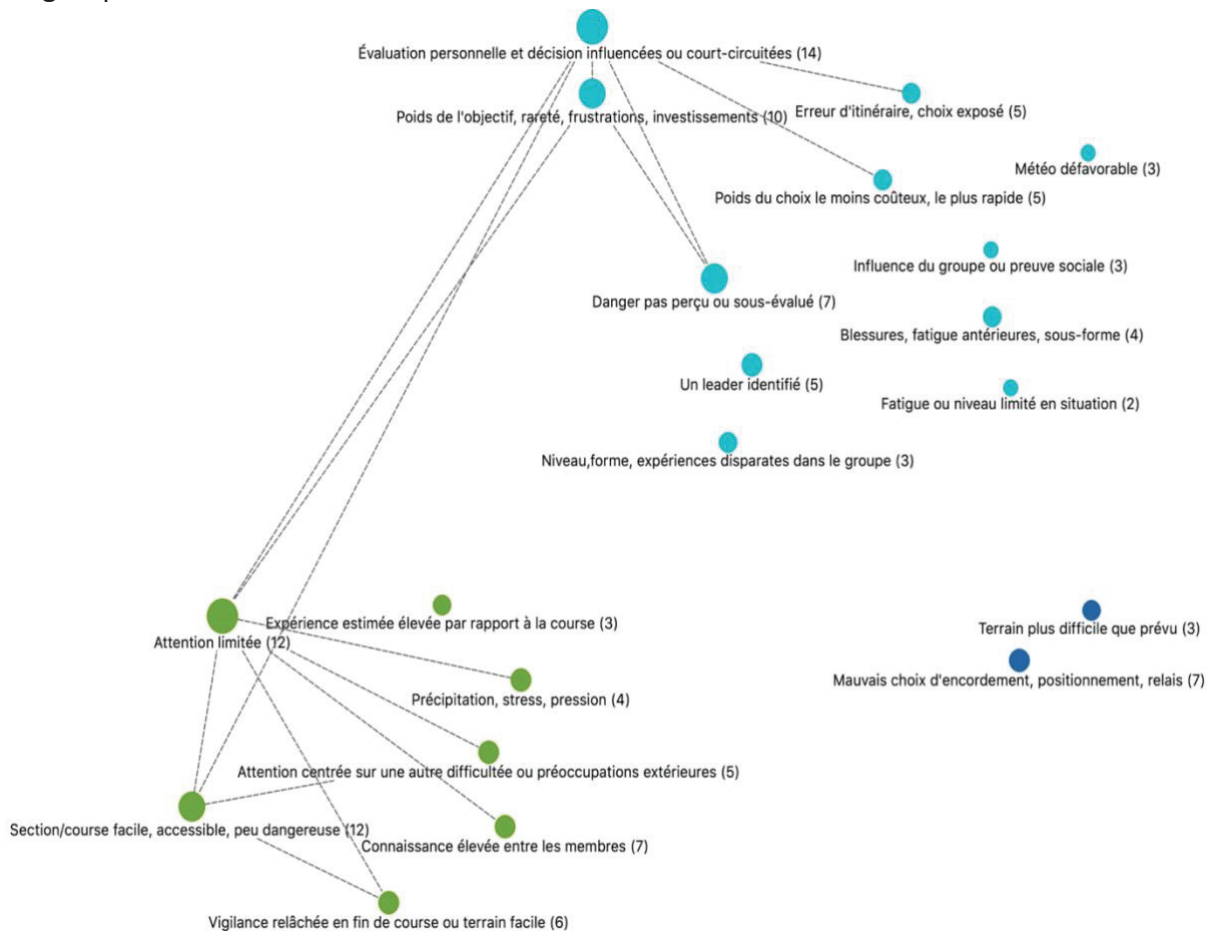 Évaluation personnelle et décision influencées ou court-circuitées (14)
Poids de l'objectif, rareté, frustrations, investissements (10)
Erreur d'itinéraire, choix exposé (5)
Météo défavorable (3)
Poids du choix le moins coûteux, le plus rapide (5)
Influence du groupe ou preuve sociale (3)
Danger pas perçu ou sous-évalué (7)
Blessures, fatigue antérieures, sous-forme (4)
Un leader identifié (5)
Fatigue ou niveau limité en situation (2)
Niveau,forme, expériences disparates dans le groupe (3)
Expérience estimée élevée par rapport à la course (3)
Attention limitée (12)
Terrain plus difficile que prévu (3)
Mauvais choix d'encordement, positionnement, relais (7)
Précipitation, stress, pression (4)
Attention centrée sur une autre difficultée ou préoccupations extérieures (5)
Section/course facile, accessible, peu dangereuse (12)
Connaissance élevée entre les membres (7)
Vigilance relâchée en fin de course ou terrain facile (6)